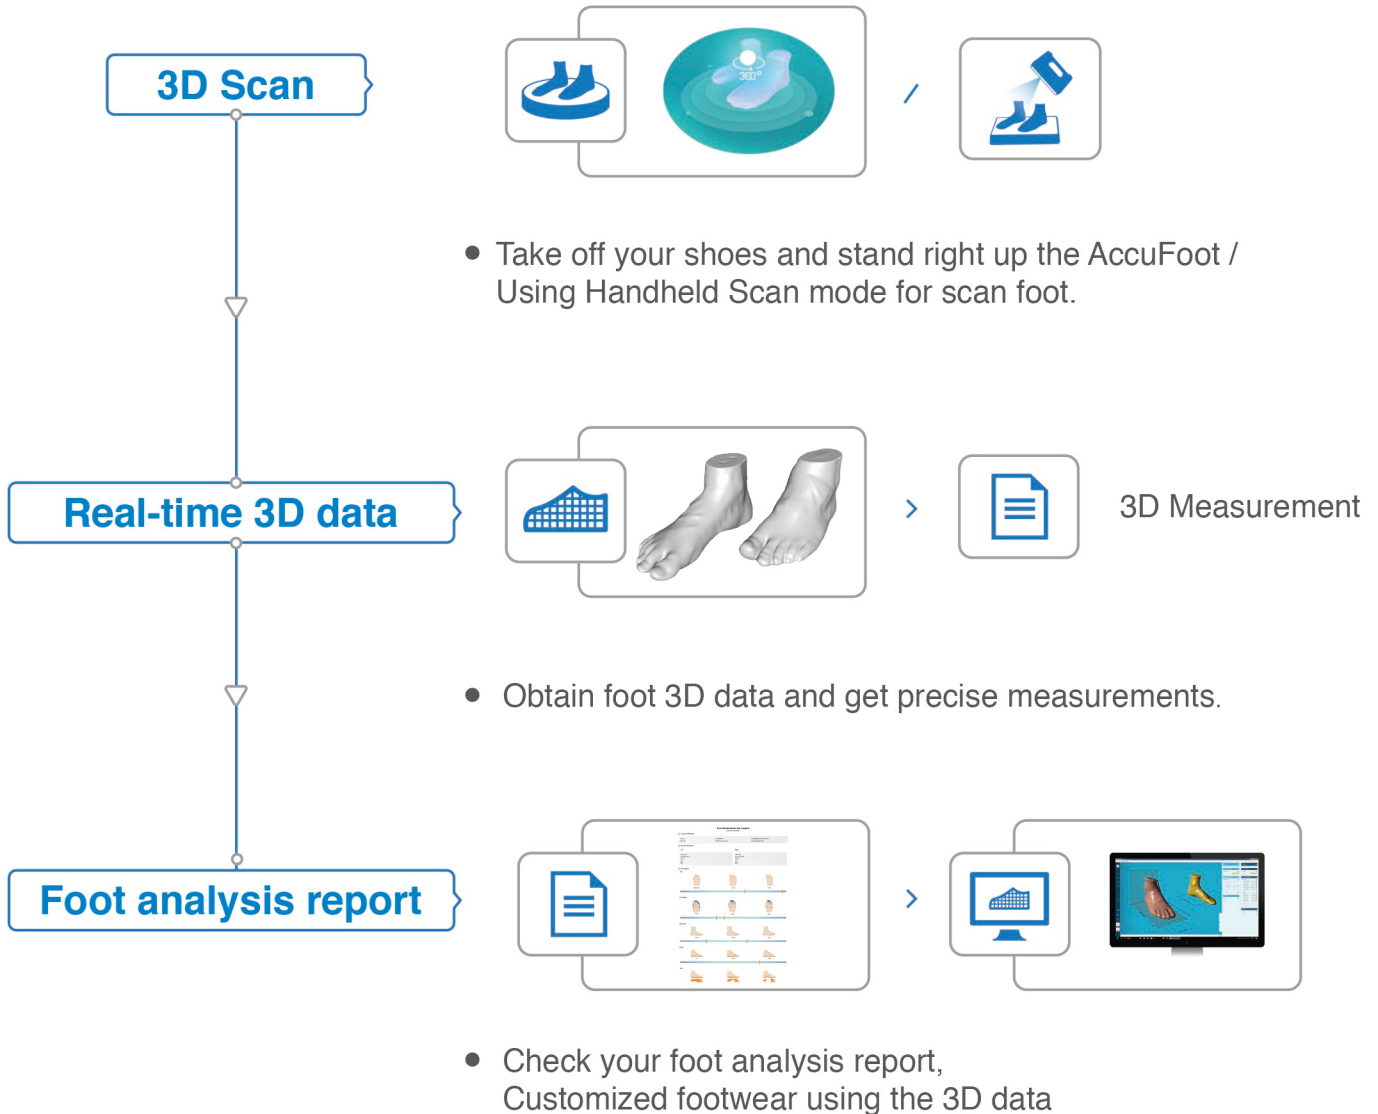 3D Scan
360°
Take off your shoes and stand right up the AccuFoot /
Using Handheld Scan mode for scan foot.
Real-time 3D data
3D Measurement
Obtain foot 3D data and get precise measurements.
Foot analysis report
Check your foot analysis report,
Customized footwear using the 3D data